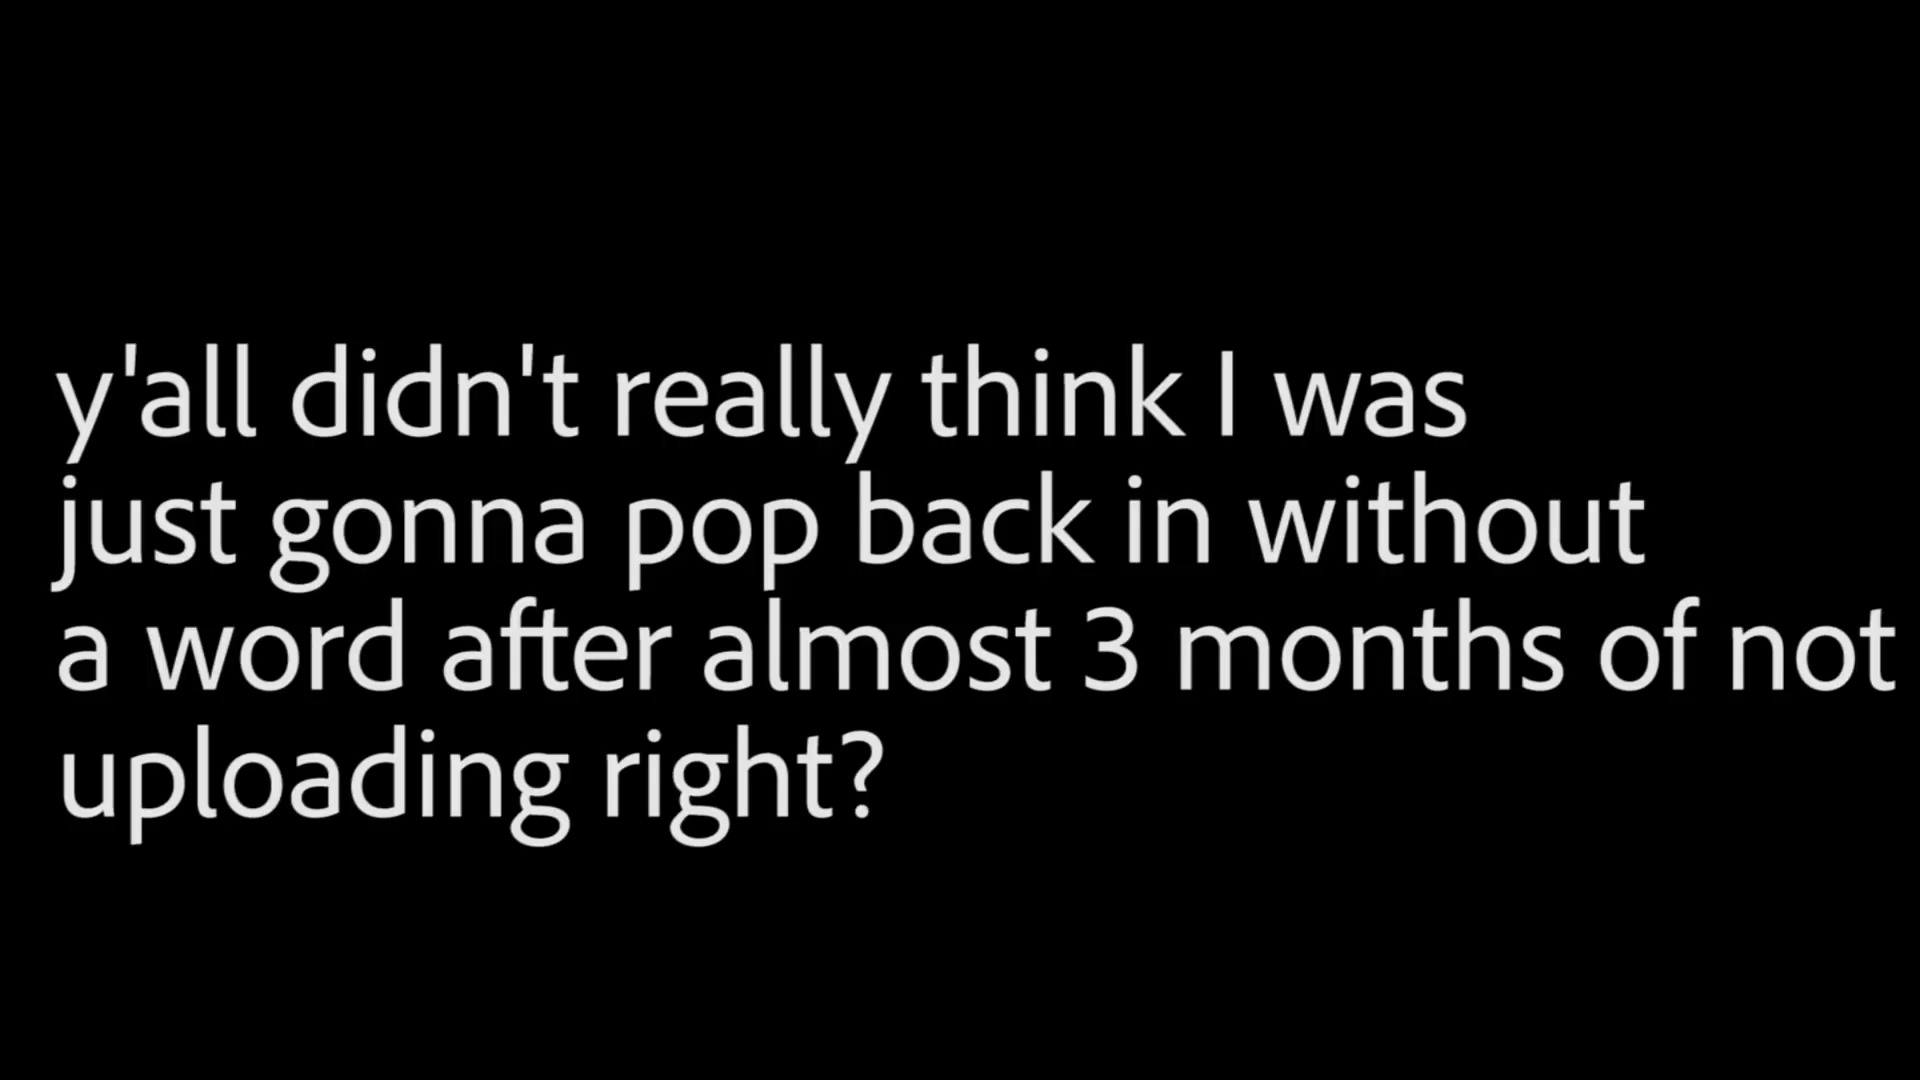 y'all didn't really think I was
just gonna pop back in without
a word after almost 3 months of not
uploading right?